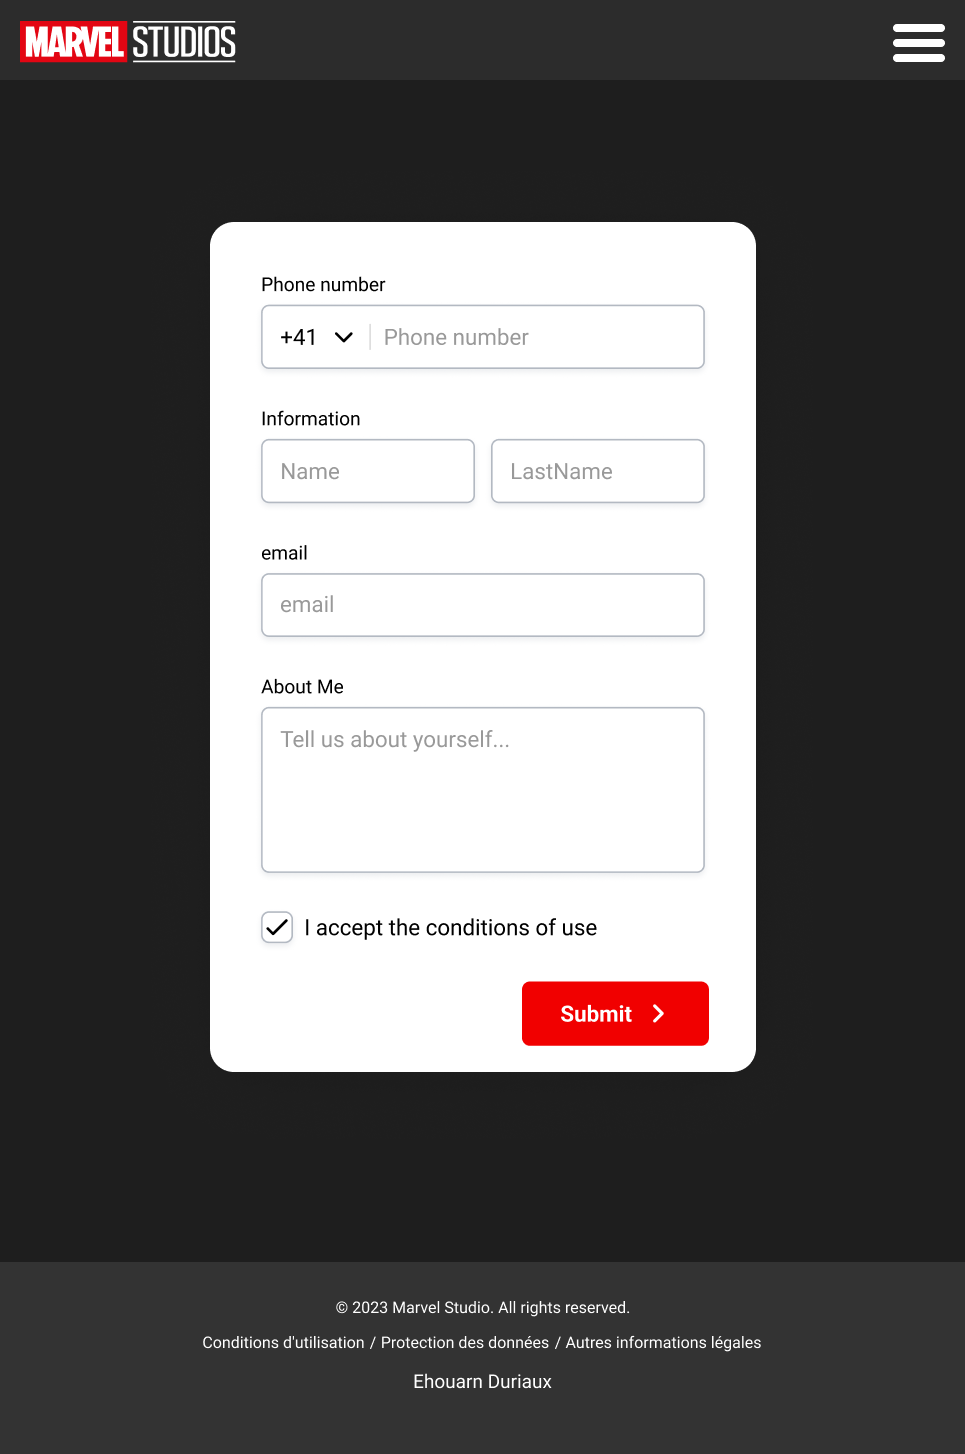 MARVEL STUDIOS
Phone number
+41 Phone number
Information
Name LastName
email
email
About Me
Tell us about yourself...
I accept the conditions of use
Submit
© 2023 Marvel Studio. All rights reserved.
Conditions d'utilisation / Protection des données / Autres informations légales
Ehouarn Duriaux